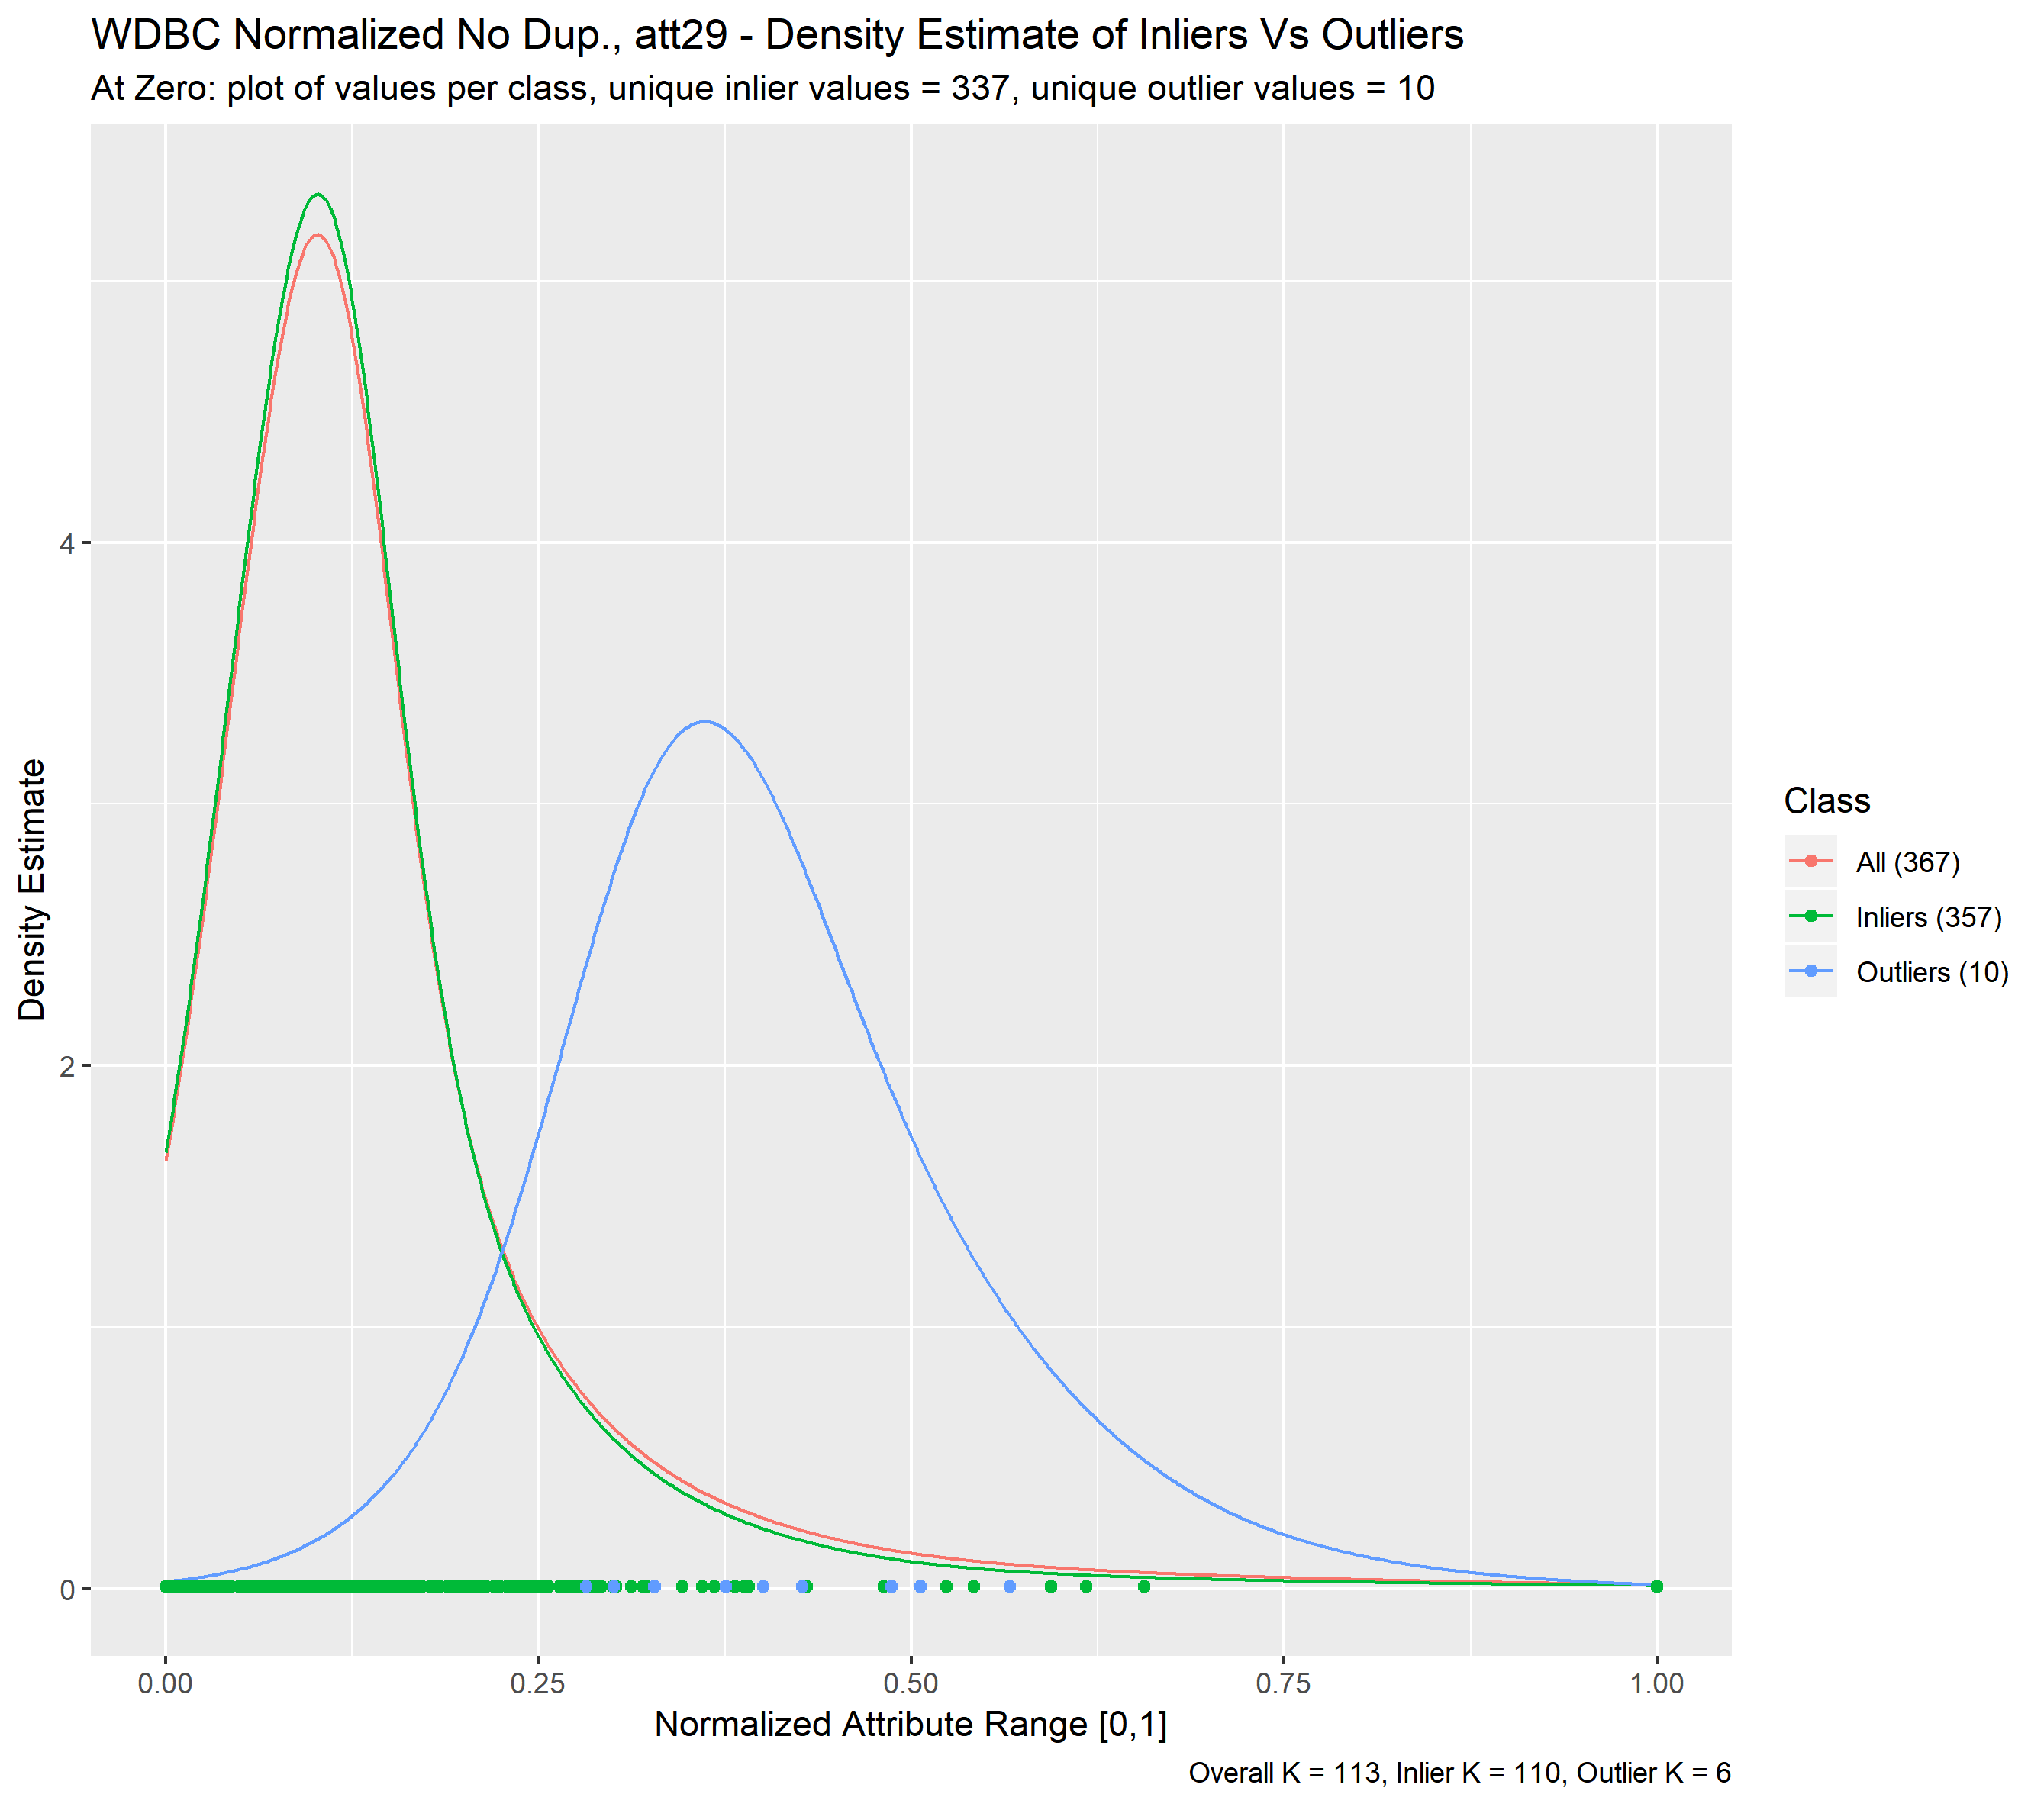 WDBC Normalized No Dup., att29 - Density Estimate of Inliers Vs Outliers
At Zero: plot of values per class, unique inlier values = 337, unique outlier values = 10
Density Estimate
4
2
0
0.00
0.25
0.50
0.75
1.00
Normalized Attribute Range [0,1]
Class
All (367)
Inliers (357)
Outliers (10)
Overall K = 113, Inlier K = 110, Outlier K = 6